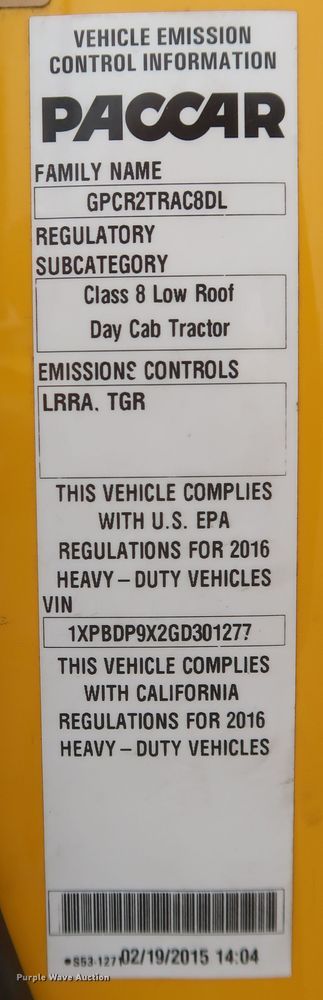 VEHICLE EMISSION
CONTROL INFORMATION
PACCAR
FAMILY NAME
GPCR2TRAC8DL
REGULATORY
SUBCATEGORY
Class 8 Low Roof
Day Cab Tractor
EMISSIONS CONTROLS
LRRA, TGR
THIS VEHICLE COMPLIES
WITH U.S. EPA
REGULATIONS FOR 2016
HEAVY – DUTY VEHICLES
VIN
1XPBDP9X2GD301277
THIS VEHICLE COMPLIES
WITH CALIFORNIA
REGULATIONS FOR 2016
HEAVY – DUTY VEHICLES
02/19/2015 14:04
Purple Wave Auction